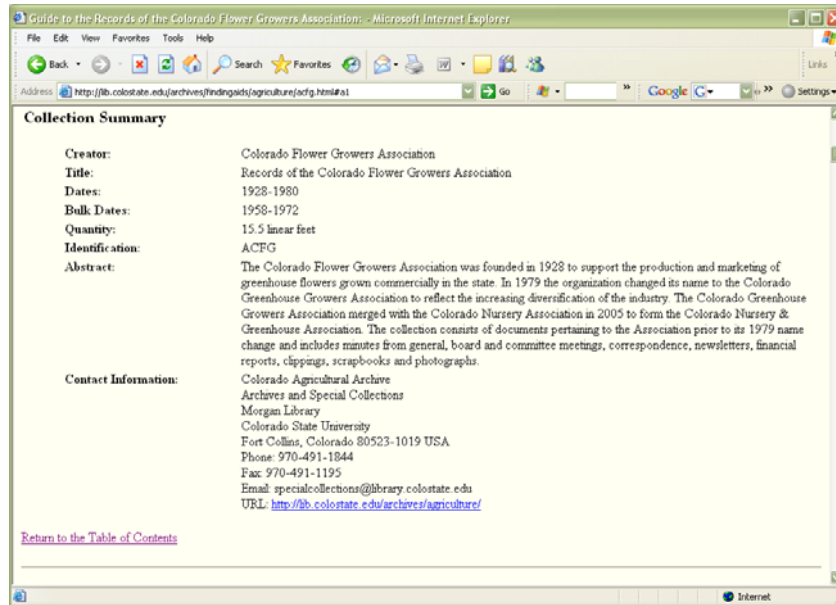 Guide to the Records of the Colorado Flower Growers Association: - Microsoft Internet Explorer
File Edit View Favorites Tools Help
Back Search Favorites Links
Address http://lib.colostate.edu/archives/findingaids/agriculture/acfg.html#a1 Go Google G Settings
Collection Summary
Creator: Colorado Flower Growers Association
Title: Records of the Colorado Flower Growers Association
Dates: 1928-1980
Bulk Dates: 1958-1972
Quantity: 15.5 linear feet
Identification: ACFG
Abstract: The Colorado Flower Growers Association was founded in 1928 to support the production and marketing of
greenhouse flowers grown commercially in the state. In 1979 the organization changed its name to the Colorado
Greenhouse Growers Association to reflect the increasing diversification of the industry. The Colorado Greenhouse
Growers Association merged with the Colorado Nursery Association in 2005 to form the Colorado Nursery &
Greenhouse Association. The collection consists of documents pertaining to the Association prior to its 1979 name
change and includes minutes from general, board and committee meetings, correspondence, newsletters, financial
reports, clippings, scrapbooks and photographs.
Contact Information: Colorado Agricultural Archive
Archives and Special Collections
Morgan Library
Colorado State University
Fort Collins, Colorado 80523-1019 USA
Phone: 970-491-1844
Fax: 970-491-1195
Email: specialcollections@library.colostate.edu
URL: http://lib.colostate.edu/archives/agriculture/
Return to the Table of Contents
Internet